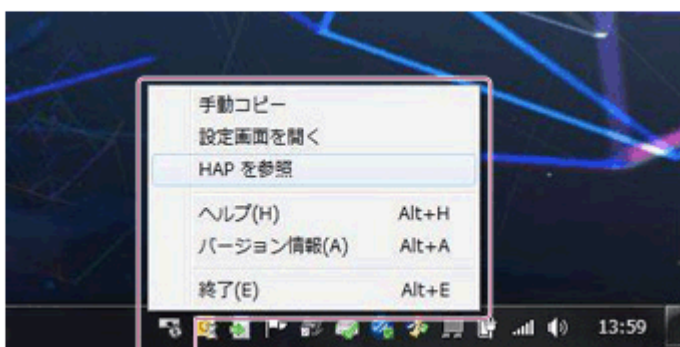 手動コピー
設定画面を開く
HAP を参照
ヘルプ(H) Alt+H
バージョン情報(A) Alt+A
終了(E) Alt+E
13:59